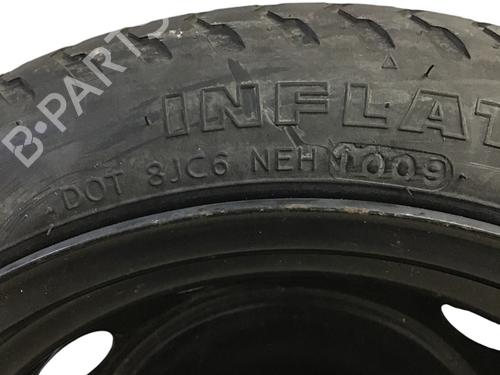 B-PARTS
INFLAT
DOT 8JC6 NEH 1009